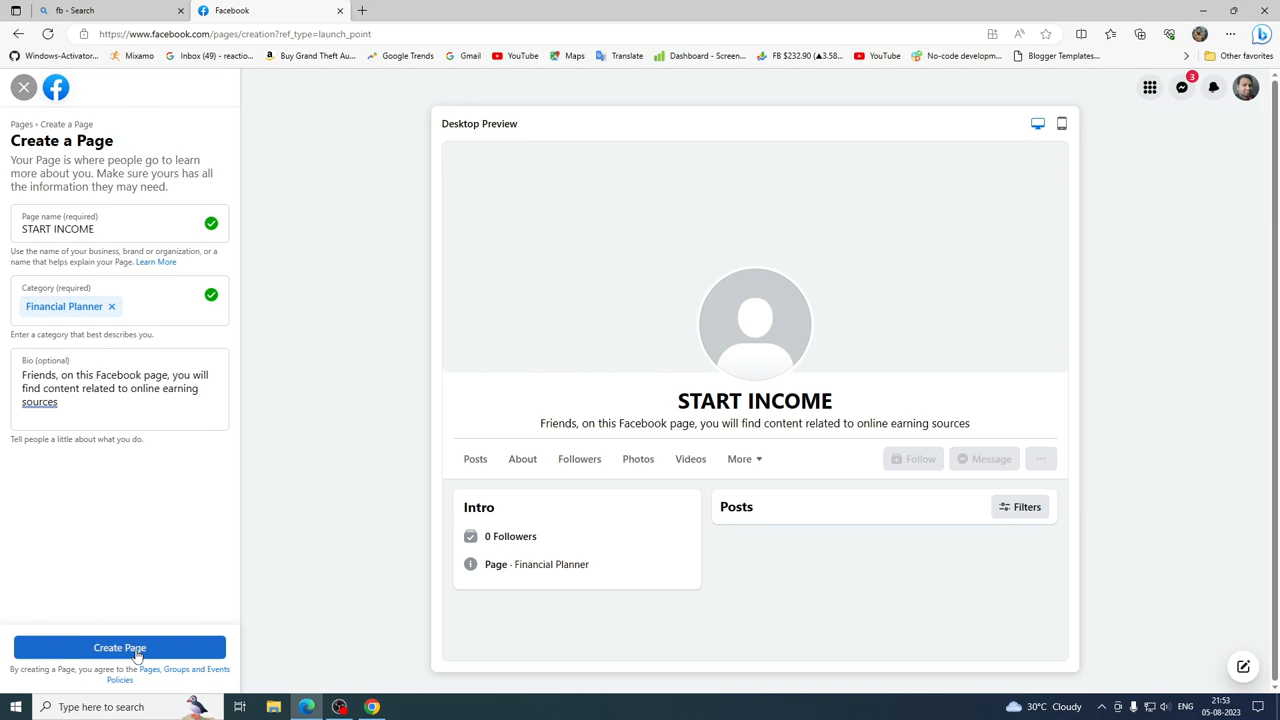 fb - Search
Facebook
https://www.facebook.com/pages/creation?ref_type=launch_point
Windows-Activator...
Mixamo
Inbox (49) - reactio...
Buy Grand Theft Au...
Google Trends
Gmail
YouTube
Maps
Translate
Dashboard - Screen...
FB $232.90 (▲3.58...
YouTube
No-code developm...
Blogger Templates...
Other favorites
3
Pages › Create a Page
Create a Page
Your Page is where people go to learn
more about you. Make sure yours has all
the information they may need.
Page name (required)
START INCOME
Use the name of your business, brand or organization, or a
name that helps explain your Page. Learn More
Category (required)
Financial Planner
Enter a category that best describes you.
Bio (optional)
Friends, on this Facebook page, you will
find content related to online earning
sources
Tell people a little about what you do.
Create Page
By creating a Page, you agree to the Pages, Groups and Events
Policies
Desktop Preview
START INCOME
Friends, on this Facebook page, you will find content related to online earning sources
Posts
About
Followers
Photos
Videos
More
Follow
Message
Intro
0 Followers
Page · Financial Planner
Posts
Filters
Type here to search
30°C Cloudy
ENG
21:53
05-08-2023